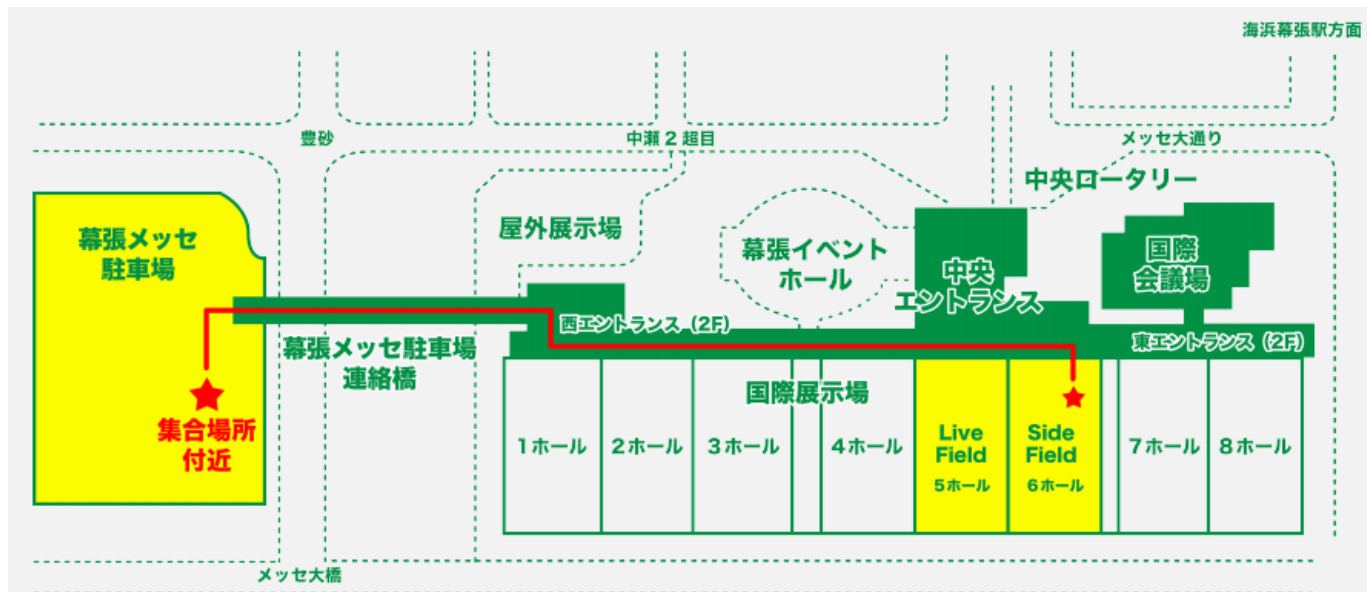 海浜幕張駅方面
豊砂
中瀬2超目
メッセ大通り
中央ロータリー
幕張メッセ
駐車場
屋外展示場
幕張イベント
ホール
中央
エントランス
国際
会議場
西エントランス（2F）
東エントランス（2F）
幕張メッセ駐車場
連絡橋
国際展示場
集合場所
付近
1ホール
2ホール
3ホール
4ホール
Live
Field
5ホール
Side
Field
6ホール
7ホール
8ホール
メッセ大橋